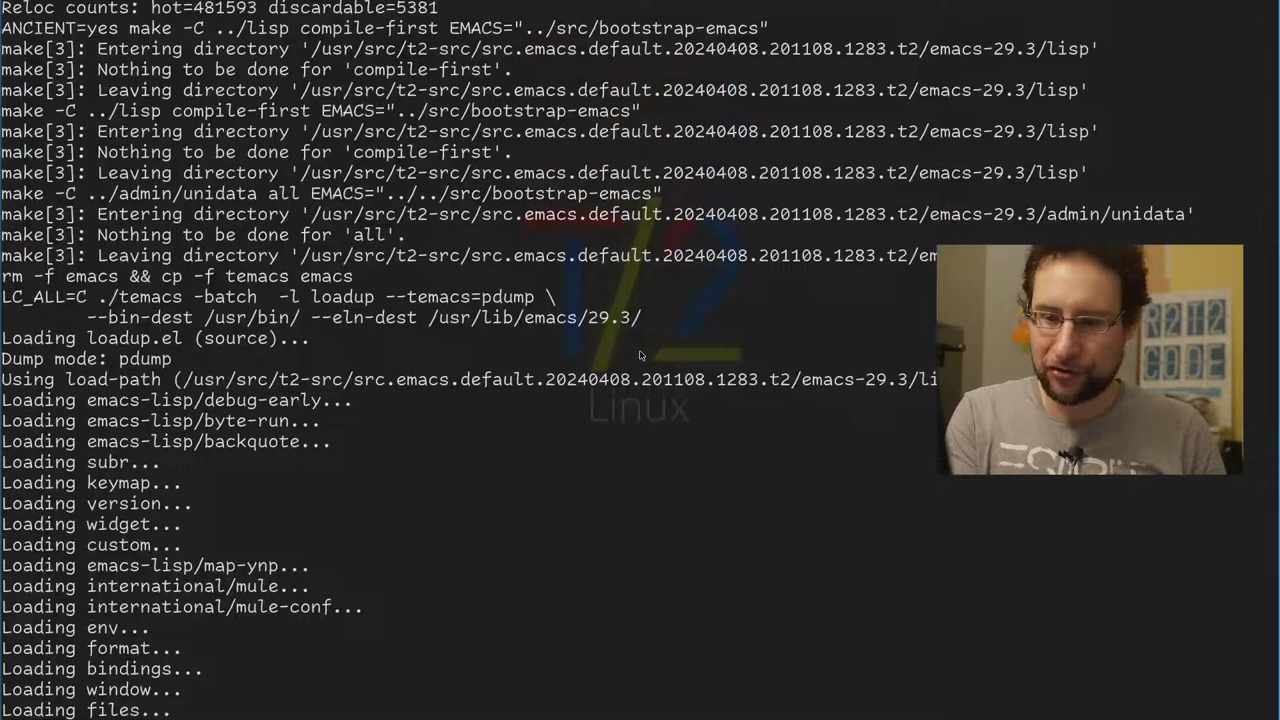 Reloc counts: hot=481593 discardable=5381
ANCIENT=yes make -C ../lisp compile-first EMACS="../src/bootstrap-emacs"
make[3]: Entering directory '/usr/src/t2-src/src.emacs.default.20240408.201108.1283.t2/emacs-29.3/lisp'
make[3]: Nothing to be done for 'compile-first'.
make[3]: Leaving directory '/usr/src/t2-src/src.emacs.default.20240408.201108.1283.t2/emacs-29.3/lisp'
make -C ../lisp compile-first EMACS="../src/bootstrap-emacs"
make[3]: Entering directory '/usr/src/t2-src/src.emacs.default.20240408.201108.1283.t2/emacs-29.3/lisp'
make[3]: Nothing to be done for 'compile-first'.
make[3]: Leaving directory '/usr/src/t2-src/src.emacs.default.20240408.201108.1283.t2/emacs-29.3/lisp'
make -C ../admin/unidata all EMACS="../../src/bootstrap-emacs"
make[3]: Entering directory '/usr/src/t2-src/src.emacs.default.20240408.201108.1283.t2/emacs-29.3/admin/unidata'
make[3]: Nothing to be done for 'all'.
make[3]: Leaving directory '/usr/src/t2-src/src.emacs.default.20240408.201108.1283.t2/em
rm -f emacs && cp -f temacs emacs
LC_ALL=C ./temacs -batch  -l loadup --temacs=pdump \
--bin-dest /usr/bin/ --eln-dest /usr/lib/emacs/29.3/
Loading loadup.el (source)...
Dump mode: pdump
Using load-path (/usr/src/t2-src/src.emacs.default.20240408.201108.1283.t2/emacs-29.3/li
Loading emacs-lisp/debug-early...
Loading emacs-lisp/byte-run...
Loading emacs-lisp/backquote...
Loading subr...
Loading keymap...
Loading version...
Loading widget...
Loading custom...
Loading emacs-lisp/map-ynp...
Loading international/mule...
Loading international/mule-conf...
Loading env...
Loading format...
Loading bindings...
Loading window...
Loading files...
T/2
Linux
R2T2
CODE